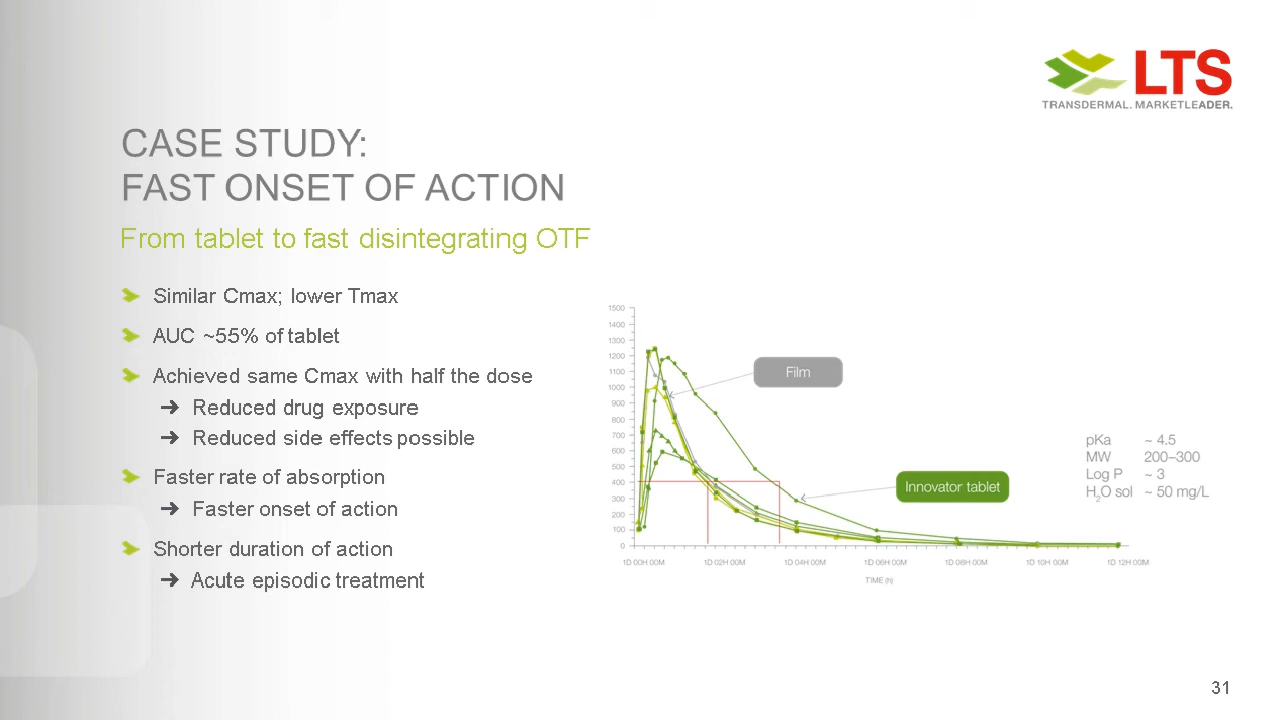 LTS
TRANSDERMAL. MARKETLEADER.
CASE STUDY:
FAST ONSET OF ACTION
From tablet to fast disintegrating OTF
Similar Cmax; lower Tmax
AUC ~55% of tablet
Achieved same Cmax with half the dose
➔ Reduced drug exposure
➔ Reduced side effects possible
Faster rate of absorption
➔ Faster onset of action
Shorter duration of action
➔ Acute episodic treatment
1500
1400
1300
1200
1100
1000
900
800
700
600
500
400
300
200
100
0
Film
Innovator tablet
1D 00H 00M 1D 02H 00M 1D 04H 00M 1D 06H 00M 1D 08H 00M 1D 10H 00M 1D 12H 00M
TIME (h)
pKa ~ 4.5
MW 200–300
Log P ~ 3
H2O sol ~ 50 mg/L
31